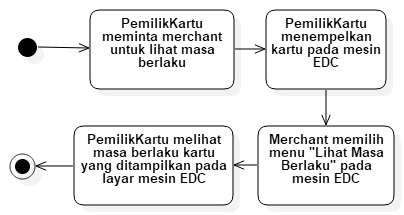 PemilikKartu
meminta merchant
untuk lihat masa
berlaku
PemilikKartu
menempelkan
kartu pada mesin
EDC
Merchant memilih
menu "Lihat Masa
Berlaku" pada
mesin EDC
PemilikKartu melihat
masa berlaku kartu
yang ditampilkan pada
layar mesin EDC